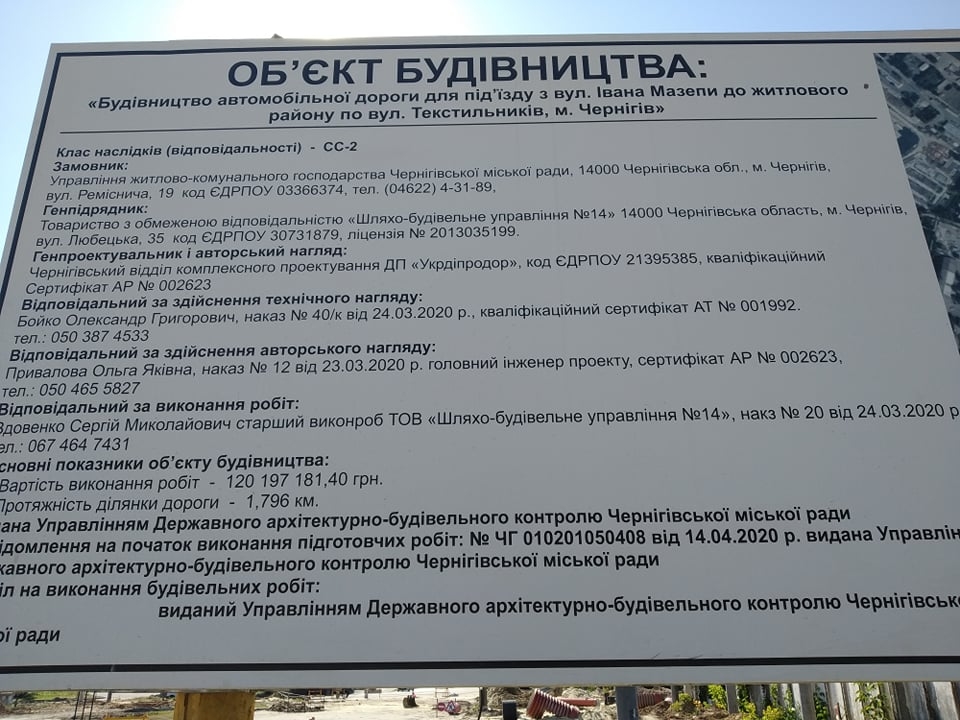 ОБ'ЄКТ БУДІВНИЦТВА:
«Будівництво автомобільної дороги для під'їзду з вул. Івана Мазепи до житлового
району по вул. Текстильників, м. Чернігів»
Клас наслідків (відповідальності) - СС-2
Замовник:
Управління житлово-комунального господарства Чернігівської міської ради, 14000 Чернігівська обл., м. Чернігів,
вул. Реміснича, 19 код ЄДРПОУ 03366374, тел. (04622) 4-31-89,
Генпідрядник:
Товариство з обмеженою відповідальністю «Шляхо-будівельне управління №14» 14000 Чернігівська область, м. Чернігів,
вул. Любецька, 35 код ЄДРПОУ 30731879, ліцензія № 2013035199.
Генпроектувальник і авторський нагляд:
Чернігівський відділ комплексного проектування ДП «Укрдіпродор», код ЄДРПОУ 21395385, кваліфікаційний
Сертифікат АР № 002623
Відповідальний за здійснення технічного нагляду:
Бойко Олександр Григорович, наказ № 40/к від 24.03.2020 р., кваліфікаційний сертифікат АТ № 001992.
тел.: 050 387 4533
Відповідальний за здійснення авторського нагляду:
Привалова Ольга Яківна, наказ № 12 від 23.03.2020 р. головний інженер проекту, сертифікат АР № 002623,
тел.: 050 465 5827
Відповідальний за виконання робіт:
Вдовенко Сергій Миколайович старший виконроб ТОВ «Шляхо-будівельне управління №14», накз № 20 від 24.03.2020 р
ел.: 067 464 7431
сновні показники об'єкту будівництва:
Вартість виконання робіт - 120 197 181,40 грн.
Протяжність ділянки дороги - 1,796 км.
дана Управлінням Державного архітектурно-будівельного контролю Чернігівської міської ради
ідомлення на початок виконання підготовчих робіт: № ЧГ 010201050408 від 14.04.2020 р. видана Управлін
жавного архітектурно-будівельного контролю Чернігівської міської ради
іл на виконання будівельних робіт:
виданий Управлінням Державного архітектурно-будівельного контролю Чернігівськ
ої ради